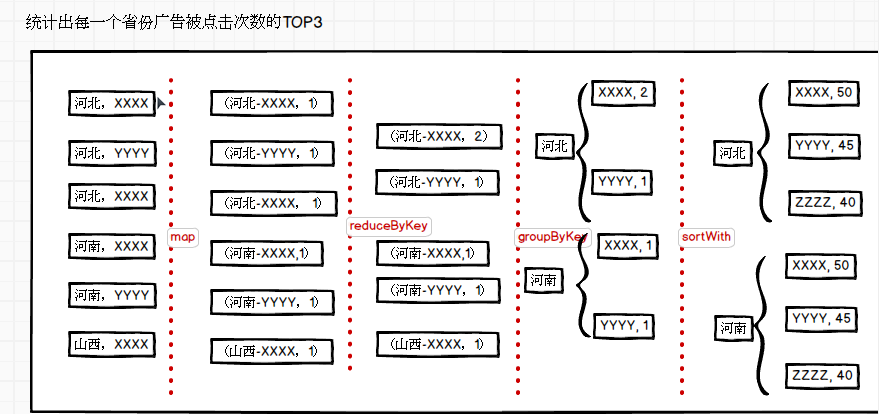 统计出每一个省份广告被点击次数的TOP3
河北，XXXX
河北，YYYY
河北，XXXX
河南，XXXX
河南，YYYY
山西，XXXX
map
（河北-XXXX，1）
（河北-YYYY，1）
（河北-XXXX， 1）
（河南-XXXX,1）
（河南-YYYY，1）
（山西-XXXX，1）
reduceByKey
（河北-XXXX，2）
（河北-YYYY，1）
（河南-XXXX,1）
（河南-YYYY，1）
（山西-XXXX，1）
groupByKey
河北
XXXX, 2
YYYY, 1
河南
XXXX, 1
YYYY, 1
sortWith
河北
XXXX, 50
YYYY, 45
ZZZZ, 40
河南
XXXX, 50
YYYY, 45
ZZZZ, 40